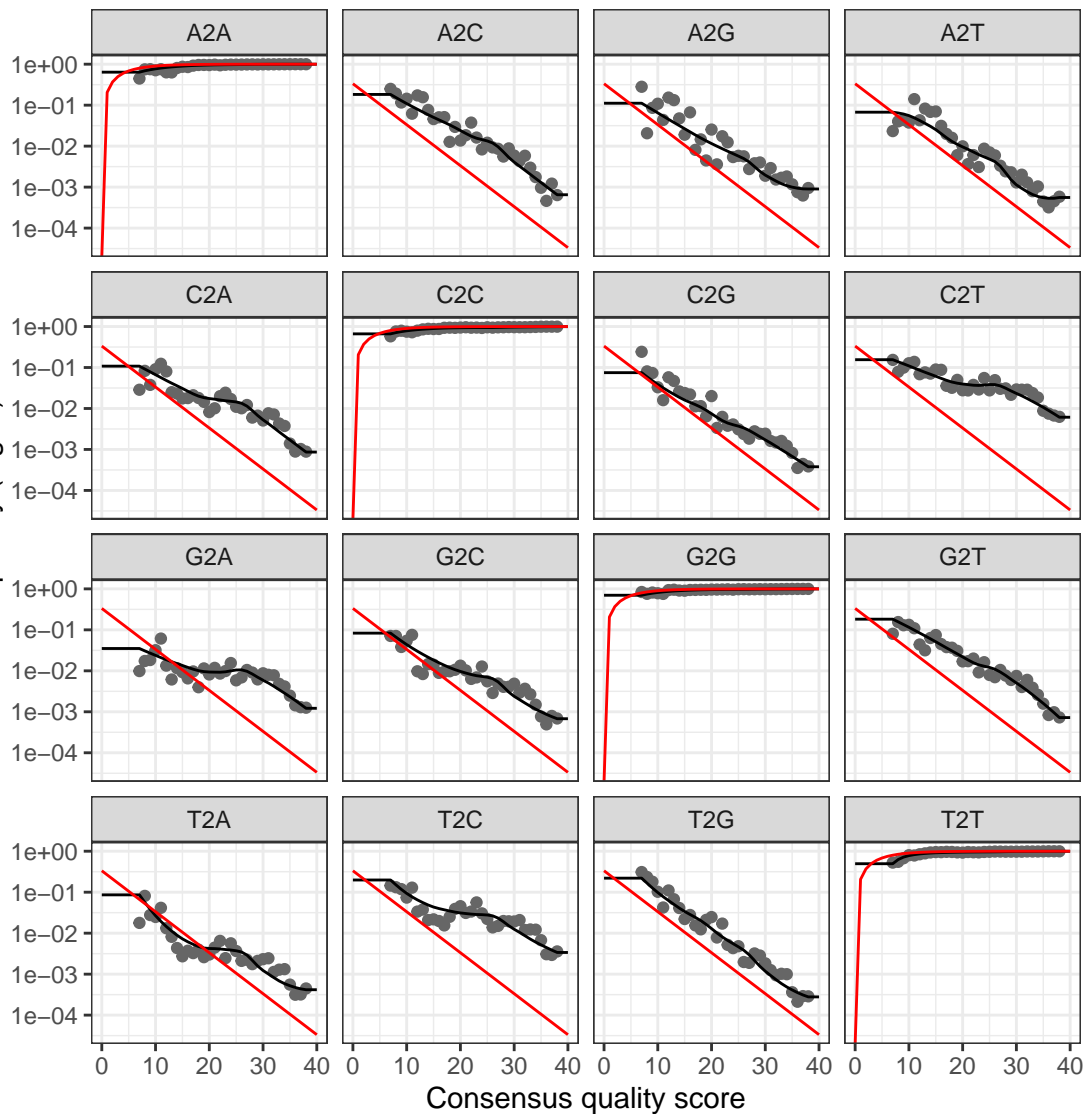 A2A A2C A2G A2T
1e+00
1e−01
1e−02
1e−03
1e−04
C2A C2C C2G C2T
1e+00
1e−01
1e−02
1e−03
1e−04
G2A G2C G2G G2T
1e+00
1e−01
1e−02
1e−03
1e−04
T2A T2C T2G T2T
1e+00
1e−01
1e−02
1e−03
1e−04
0 10 20 30 40 0 10 20 30 40 0 10 20 30 40 0 10 20 30 40
Consensus quality score